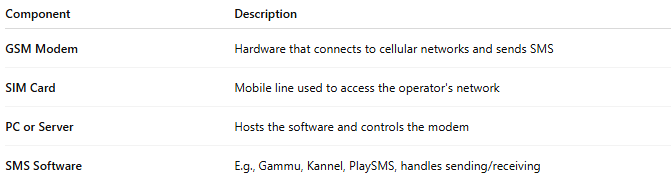 Component Description
GSM Modem Hardware that connects to cellular networks and sends SMS
SIM Card Mobile line used to access the operator's network
PC or Server Hosts the software and controls the modem
SMS Software E.g., Gammu, Kannel, PlaySMS, handles sending/receiving